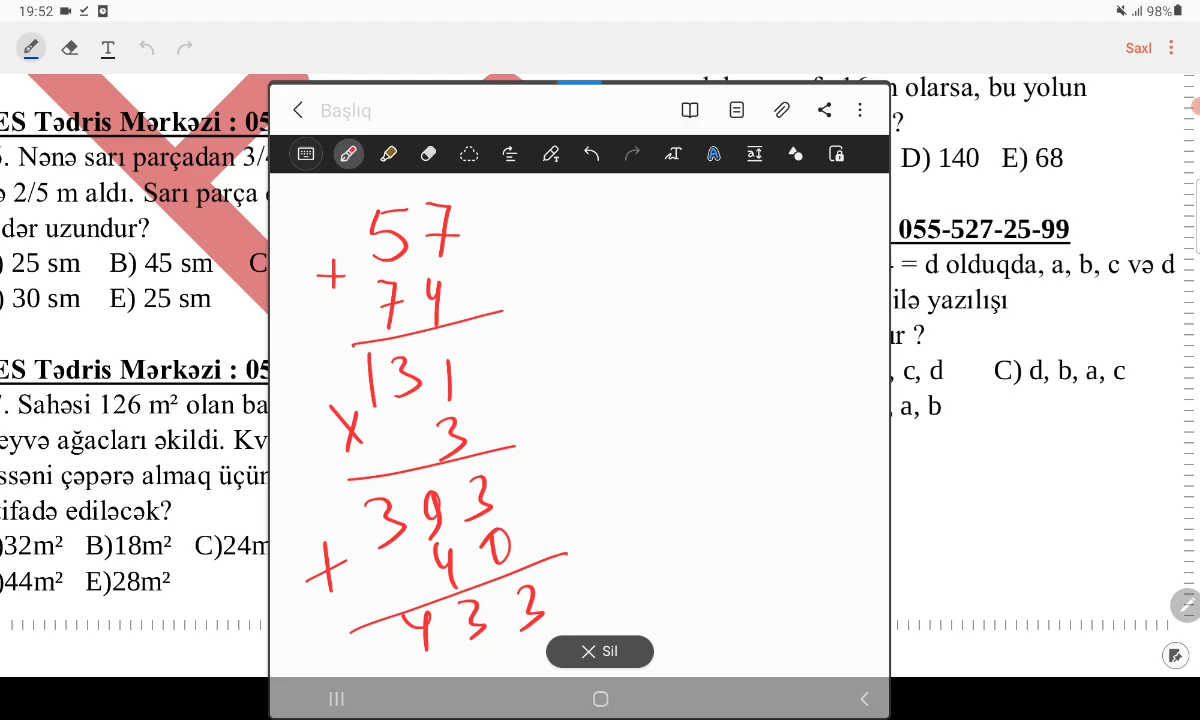 19:52 98%
Saxl
olarsa, bu yolun
ES Tədris Mərkəzi : 05
?
. Nənə sarı parçadan 3/4
D) 140 E) 68
ə 2/5 m aldı. Sarı parça
dər uzundur?
055-527-25-99
) 25 sm B) 45 sm C
= d olduqda, a, b, c və d
) 30 sm E) 25 sm
ilə yazılışı
ır ?
ES Tədris Mərkəzi : 05
, c, d C) d, b, a, c
. Sahəsi 126 m² olan ba
, a, b
eyvə ağacları əkildi. Kv
ssəni çəpərə almaq üçün
ifadə ediləcək?
)32m² B)18m² C)24m
)44m² E)28m²
Başlıq
57
+
74
131
x 3
393
+ 40
433
Sil